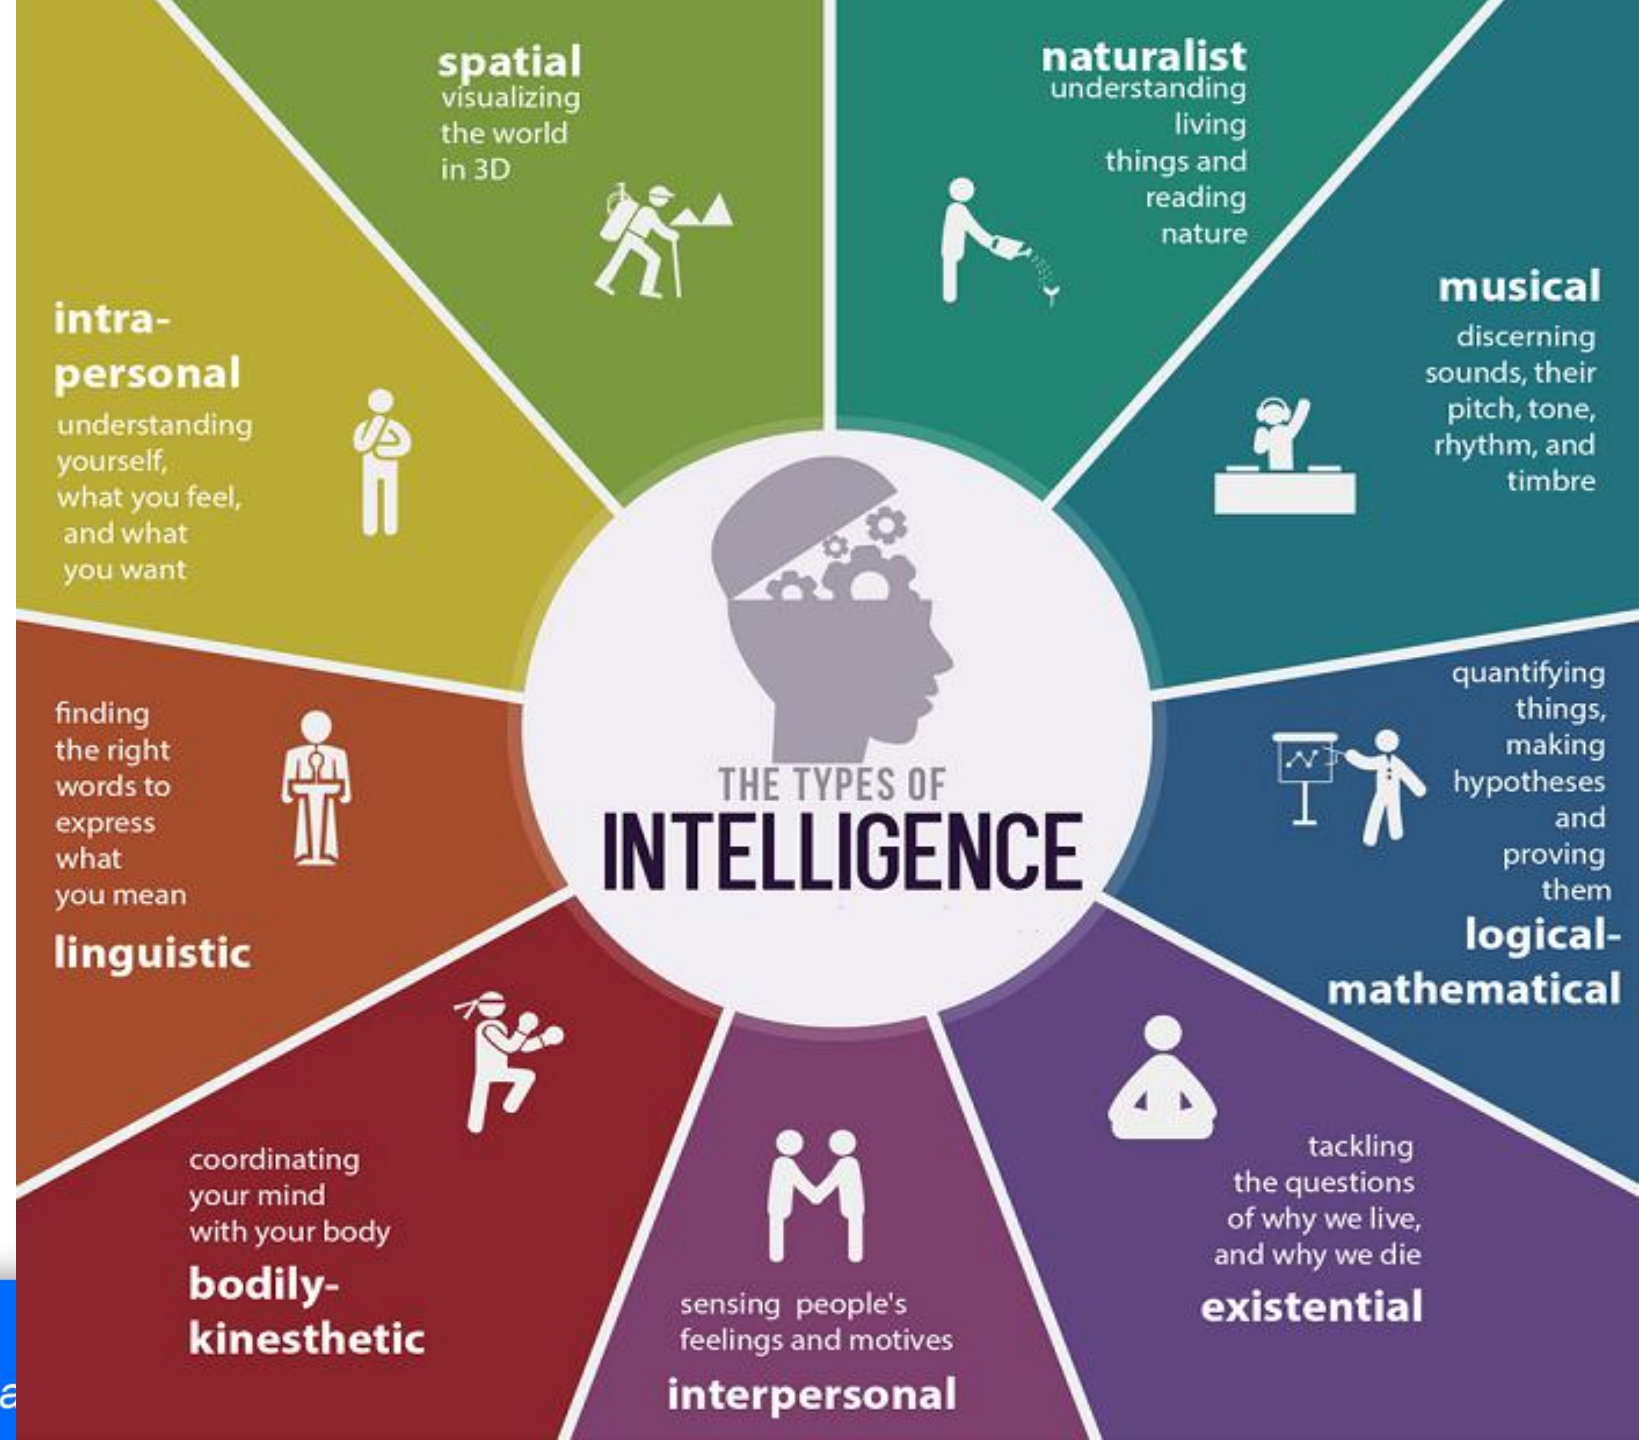 spatial
visualizing
the world
in 3D
naturalist
understanding
living
things and
reading
nature
musical
discerning
sounds, their
pitch, tone,
rhythm, and
timbre
intra-
personal
understanding
yourself,
what you feel,
and what
you want
quantifying
things,
making
hypotheses
and
proving
them
logical-
mathematical
finding
the right
words to
express
what
you mean
linguistic
THE TYPES OF
INTELLIGENCE
coordinating
your mind
with your body
bodily-
kinesthetic
sensing people's
feelings and motives
interpersonal
tackling
the questions
of why we live,
and why we die
existential